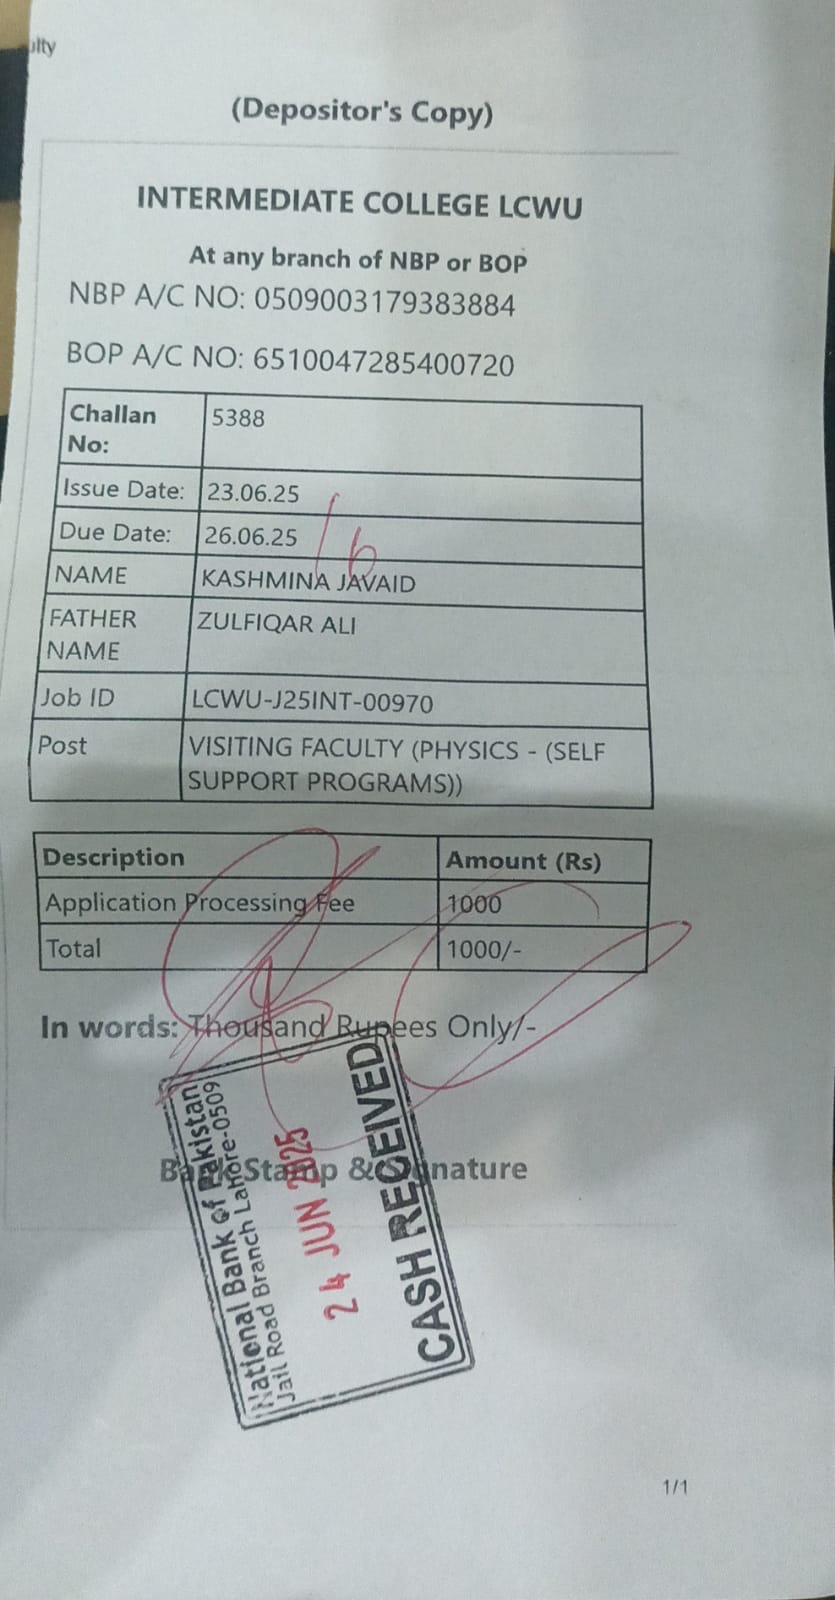 (Depositor's Copy)
INTERMEDIATE COLLEGE LCWU
At any branch of NBP or BOP
NBP A/C NO: 0509003179383884
BOP A/C NO: 6510047285400720
Challan No: 5388
Issue Date: 23.06.25
Due Date: 26.06.25
NAME KASHMINA JAVAID
FATHER NAME ZULFIQAR ALI
Job ID LCWU-J25INT-00970
Post VISITING FACULTY (PHYSICS - (SELF SUPPORT PROGRAMS))
Description Amount (Rs)
Application Processing Fee 1000
Total 1000/-
In words: Thousand Rupees Only/-
Bank Stamp & Signature
National Bank of Pakistan
Jail Road Branch Lahore-0509
24 JUN 2025
CASH RECEIVED
1/1